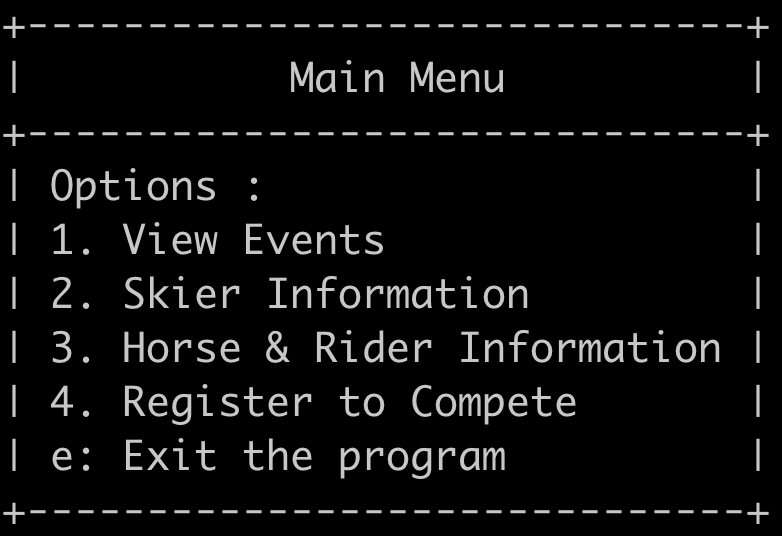 +------------------------------+
|           Main Menu          |
+------------------------------+
| Options :                    |
| 1. View Events               |
| 2. Skier Information         |
| 3. Horse & Rider Information |
| 4. Register to Compete       |
| e: Exit the program          |
+------------------------------+